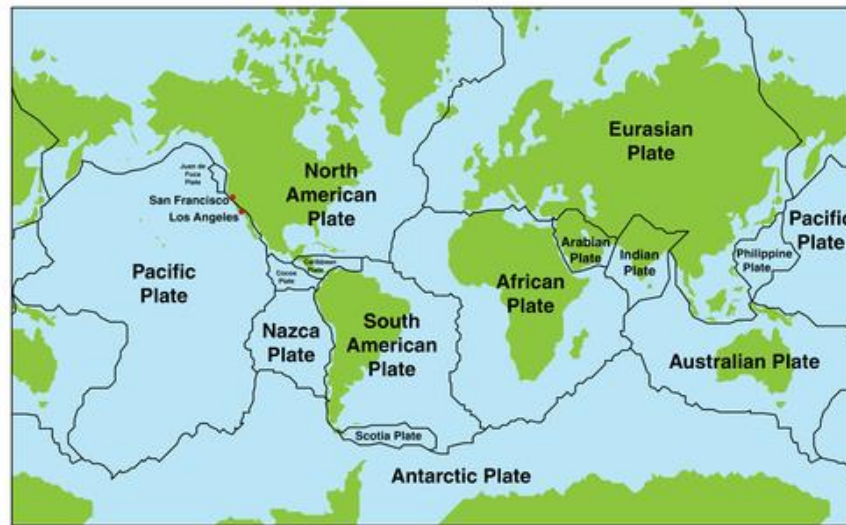 Eurasian
Plate
North
American
Plate
Juan de
Fuca
Plate
San Francisco
Los Angeles
Pacific
Plate
Pacific
Plate
Cocos
Plate
Caribbean
Plate
Arabian
Plate
Indian
Plate
Philippine
Plate
African
Plate
Nazca
Plate
South
American
Plate
Australian Plate
Scotia Plate
Antarctic Plate